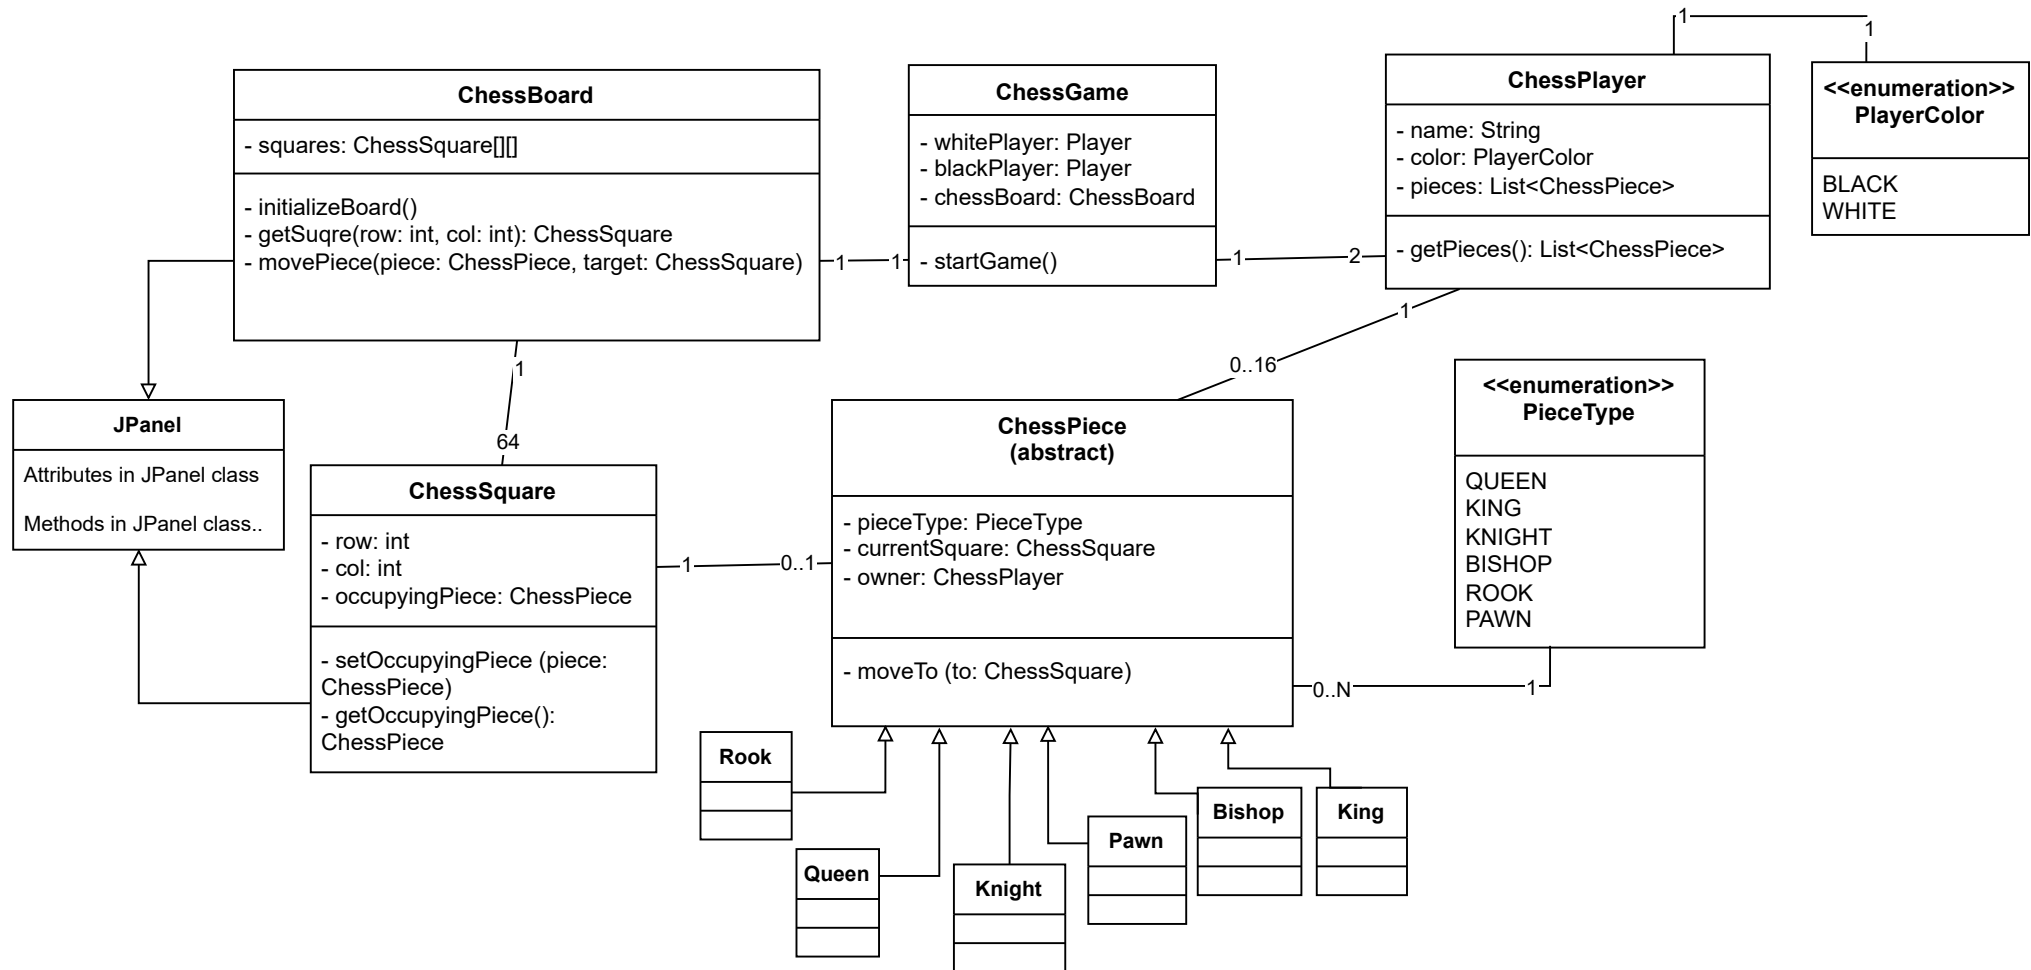 ChessBoard
- squares: ChessSquare[][]
- initializeBoard()
- getSuqre(row: int, col: int): ChessSquare
- movePiece(piece: ChessPiece, target: ChessSquare)
1
1
ChessGame
- whitePlayer: Player
- blackPlayer: Player
- chessBoard: ChessBoard
- startGame()
1
2
ChessPlayer
- name: String
- color: PlayerColor
- pieces: List<ChessPiece>
- getPieces(): List<ChessPiece>
1
1
<<enumeration>>
PlayerColor
BLACK
WHITE
1
64
1
0..16
JPanel
Attributes in JPanel class
Methods in JPanel class..
ChessSquare
- row: int
- col: int
- occupyingPiece: ChessPiece
- setOccupyingPiece (piece:
ChessPiece)
- getOccupyingPiece():
ChessPiece
1
0..1
ChessPiece
(abstract)
- pieceType: PieceType
- currentSquare: ChessSquare
- owner: ChessPlayer
- moveTo (to: ChessSquare)
0..N
1
<<enumeration>>
PieceType
QUEEN
KING
KNIGHT
BISHOP
ROOK
PAWN
Rook
Queen
Knight
Pawn
Bishop
King